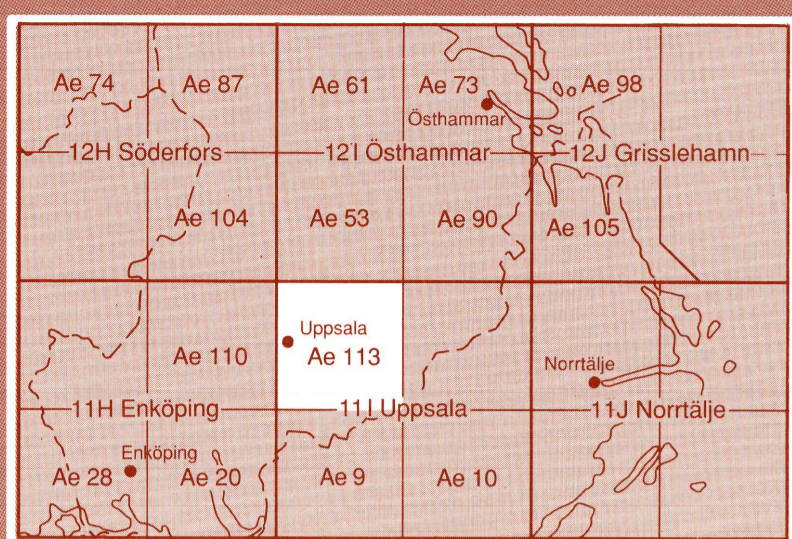 Ae 74 Ae 87 Ae 61 Ae 73 Ae 98
Östhammar
12H Söderfors 12 I Östhammar 12J Grisslehamn
Ae 104 Ae 53 Ae 90 Ae 105
Uppsala
Ae 110 Ae 113
Norrtälje
11H Enköping 11 I Uppsala 11J Norrtälje
Enköping
Ae 28 Ae 20 Ae 9 Ae 10